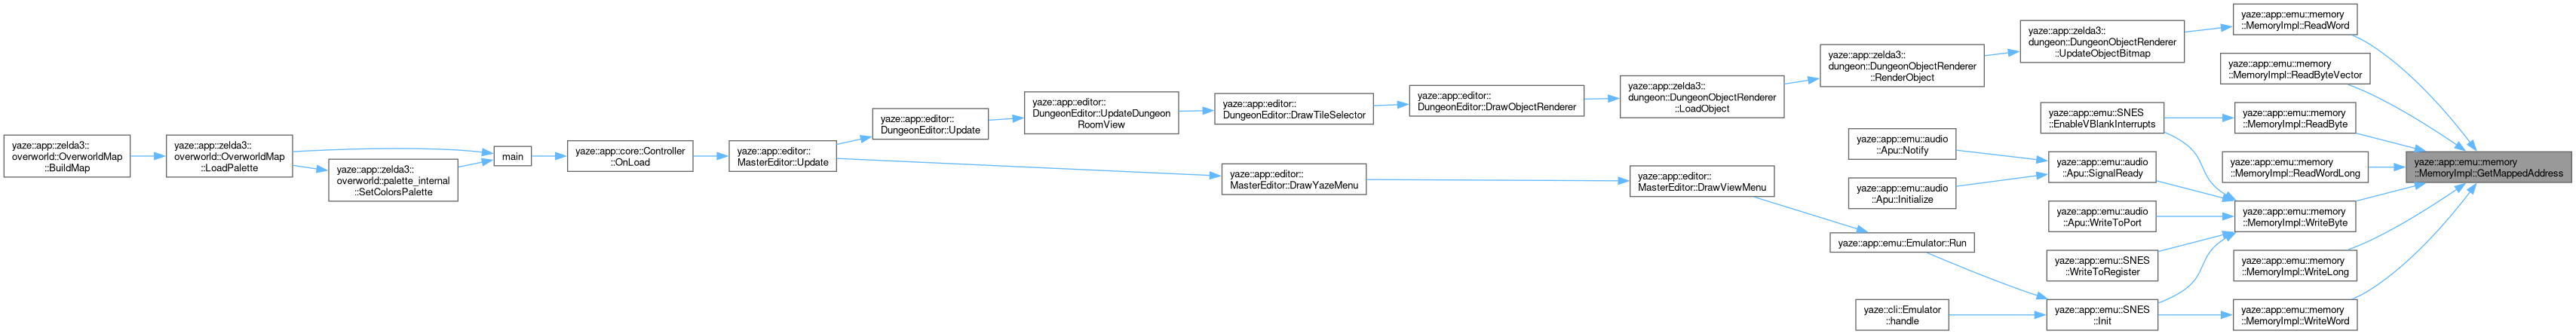 yaze::app::zelda3::
overworld::OverworldMap
::BuildMap
yaze::app::zelda3::
overworld::OverworldMap
::LoadPalette
yaze::app::zelda3::
overworld::palette_internal
::SetColorsPalette
main
yaze::app::core::Controller
::OnLoad
yaze::app::editor::
MasterEditor::Update
yaze::app::editor::
DungeonEditor::Update
yaze::app::editor::
DungeonEditor::UpdateDungeon
RoomView
yaze::app::editor::
DungeonEditor::DrawTileSelector
yaze::app::editor::
MasterEditor::DrawYazeMenu
yaze::app::editor::
DungeonEditor::DrawObjectRenderer
yaze::app::zelda3::
dungeon::DungeonObjectRenderer
::LoadObject
yaze::app::editor::
MasterEditor::DrawViewMenu
yaze::app::zelda3::
dungeon::DungeonObjectRenderer
::RenderObject
yaze::app::emu::audio
::Apu::Notify
yaze::app::emu::audio
::Apu::Initialize
yaze::app::emu::Emulator::Run
yaze::cli::Emulator
::handle
yaze::app::zelda3::
dungeon::DungeonObjectRenderer
::UpdateObjectBitmap
yaze::app::emu::SNES
::EnableVBlankInterrupts
yaze::app::emu::audio
::Apu::SignalReady
yaze::app::emu::audio
::Apu::WriteToPort
yaze::app::emu::SNES
::WriteToRegister
yaze::app::emu::SNES
::Init
yaze::app::emu::memory
::MemoryImpl::ReadWord
yaze::app::emu::memory
::MemoryImpl::ReadByteVector
yaze::app::emu::memory
::MemoryImpl::ReadByte
yaze::app::emu::memory
::MemoryImpl::ReadWordLong
yaze::app::emu::memory
::MemoryImpl::WriteByte
yaze::app::emu::memory
::MemoryImpl::WriteLong
yaze::app::emu::memory
::MemoryImpl::WriteWord
yaze::app::emu::memory
::MemoryImpl::GetMappedAddress